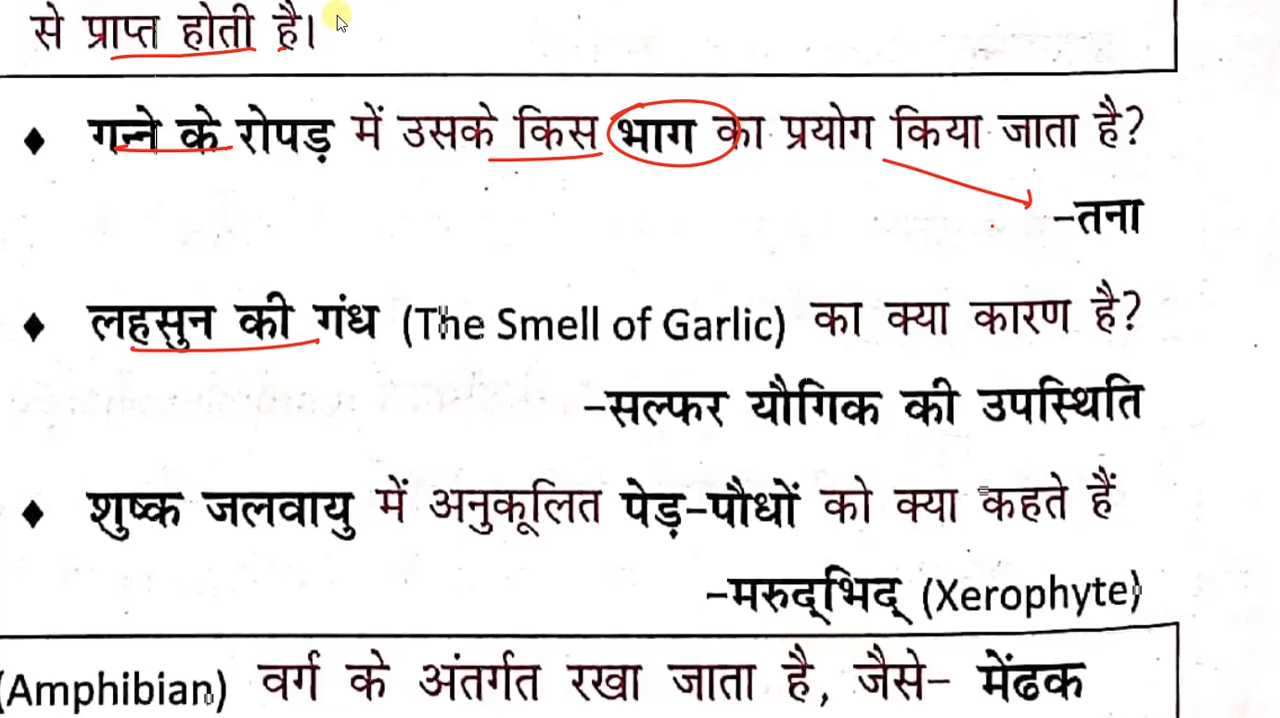 से प्राप्त होती है।
♦ गन्ने के रोपड़ में उसके किस भाग का प्रयोग किया जाता है?
-तना
♦ लहसुन की गंध (The Smell of Garlic) का क्या कारण है?
-सल्फर यौगिक की उपस्थिति
♦ शुष्क जलवायु में अनुकूलित पेड़-पौधों को क्या कहते हैं
-मरुद्भिद् (Xerophyte)
(Amphibian) वर्ग के अंतर्गत रखा जाता है, जैसे- मेंढक